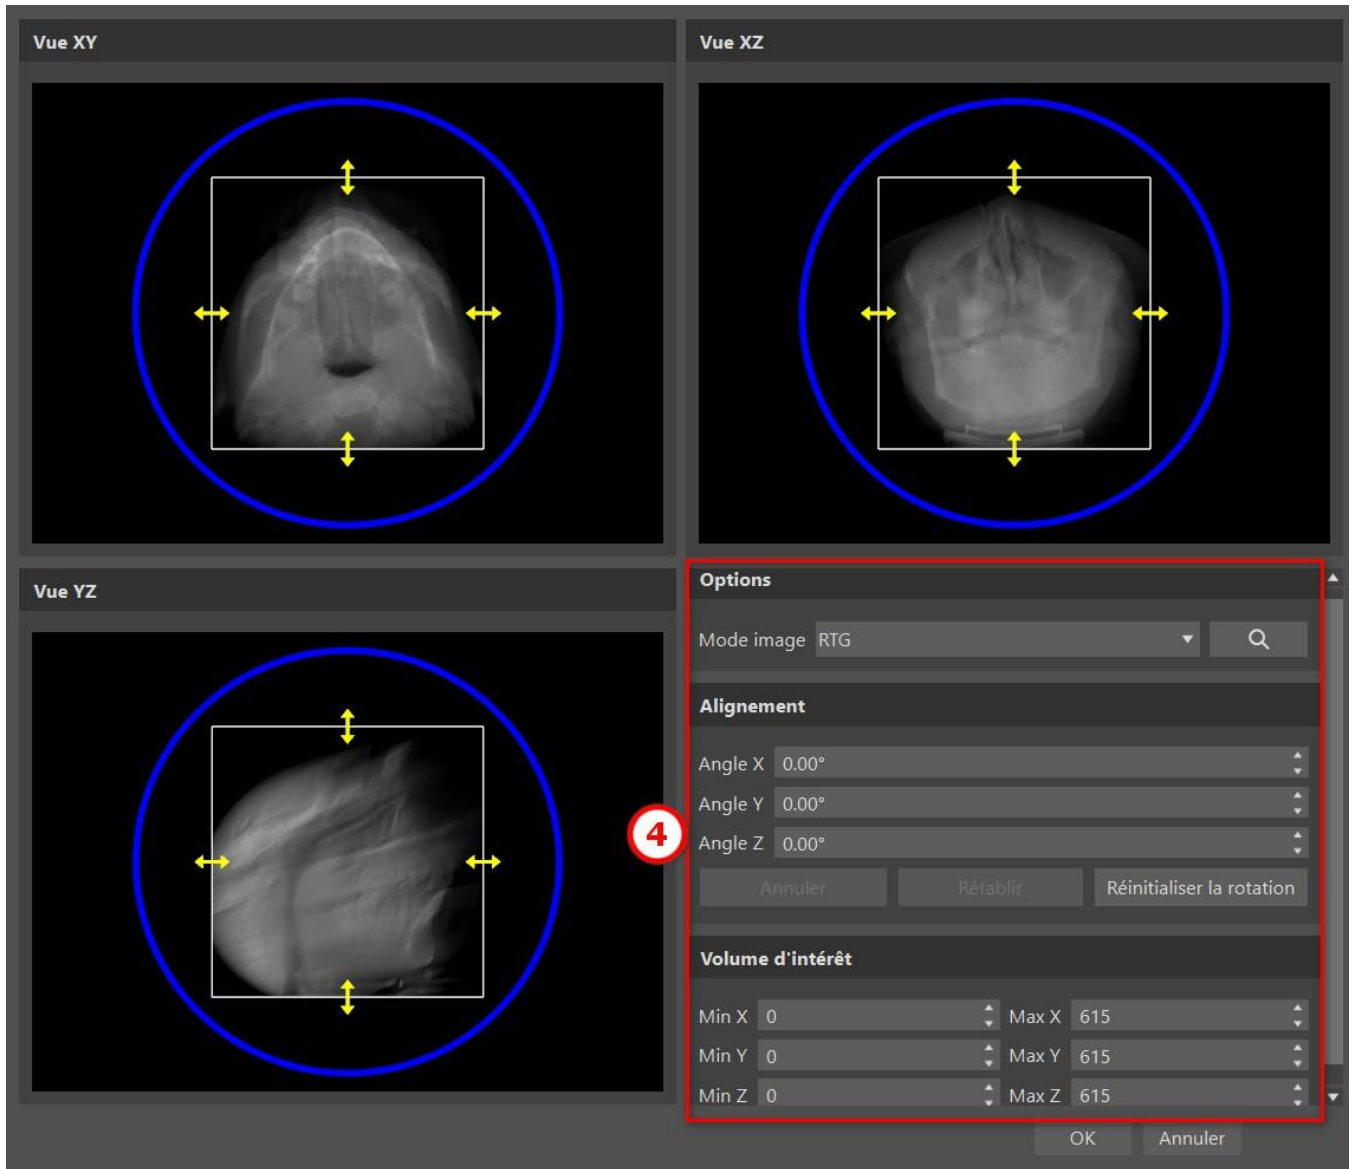 Vue XY
Vue XZ
Vue YZ
Options
Mode image RTG
Alignement
Angle X 0.00°
Angle Y 0.00°
4
Angle Z 0.00°
Annuler Rétablir Réinitialiser la rotation
Volume d'intérêt
Min X 0 Max X 615
Min Y 0 Max Y 615
Min Z 0 Max Z 615
OK Annuler